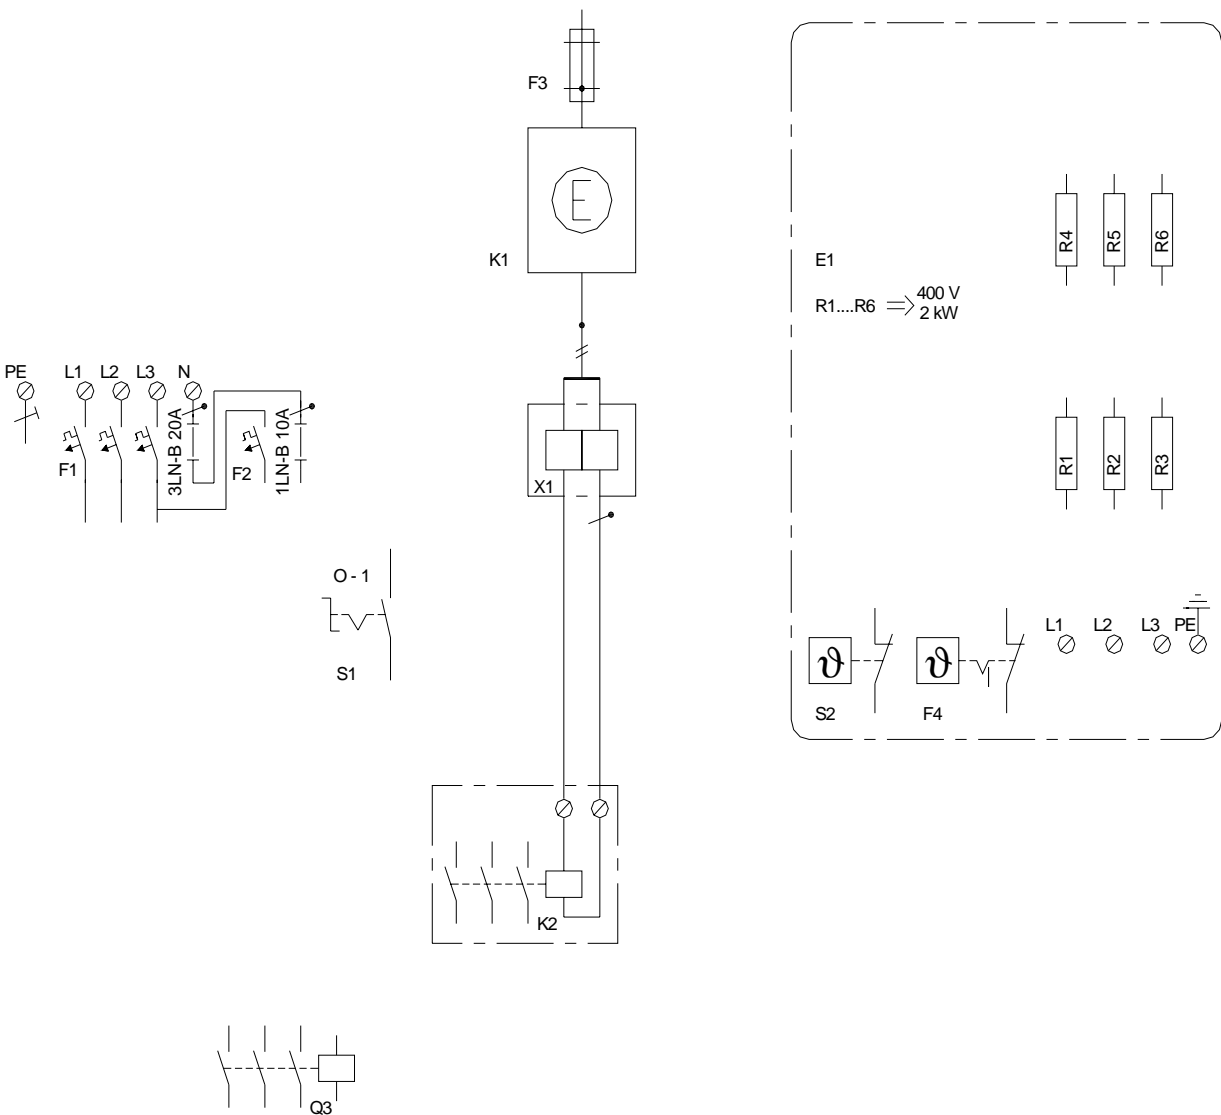 F3
E
K1
E1
R4
R5
R6
R1....R6 ⇒ 400 V
2 kW
PE
L1
L2
L3
N
3LN-B 20A
1LN-B 10A
F1
F2
X1
R1
R2
R3
O - 1
S1
ϑ
ϑ
L1
L2
L3
PE
S2
F4
K2
Q3